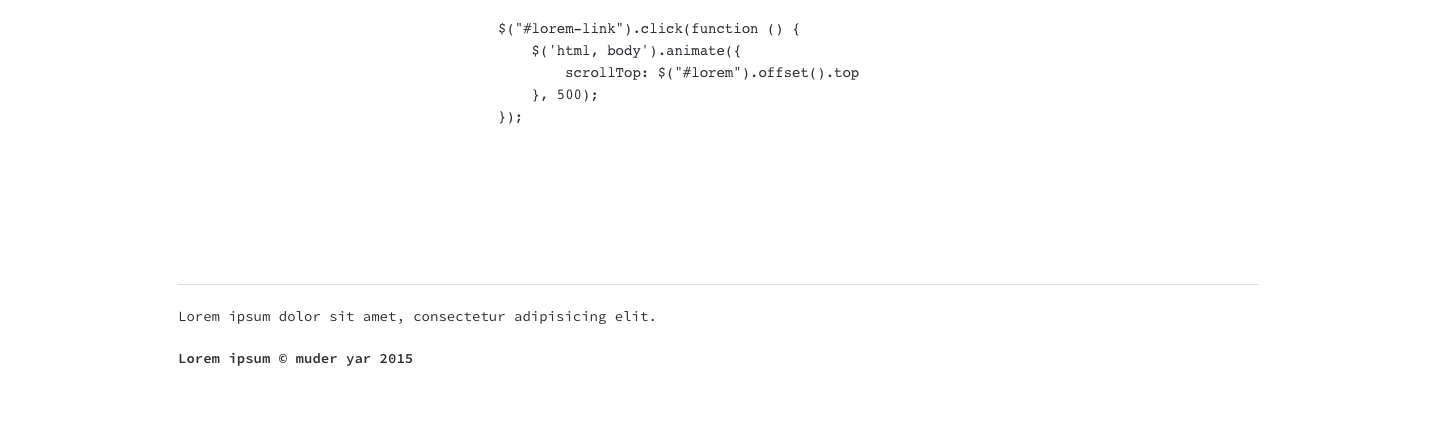 $("#lorem-link").click(function () {
    $('html, body').animate({
        scrollTop: $("#lorem").offset().top
    }, 500);
});
Lorem ipsum dolor sit amet, consectetur adipisicing elit.
Lorem ipsum © muder yar 2015